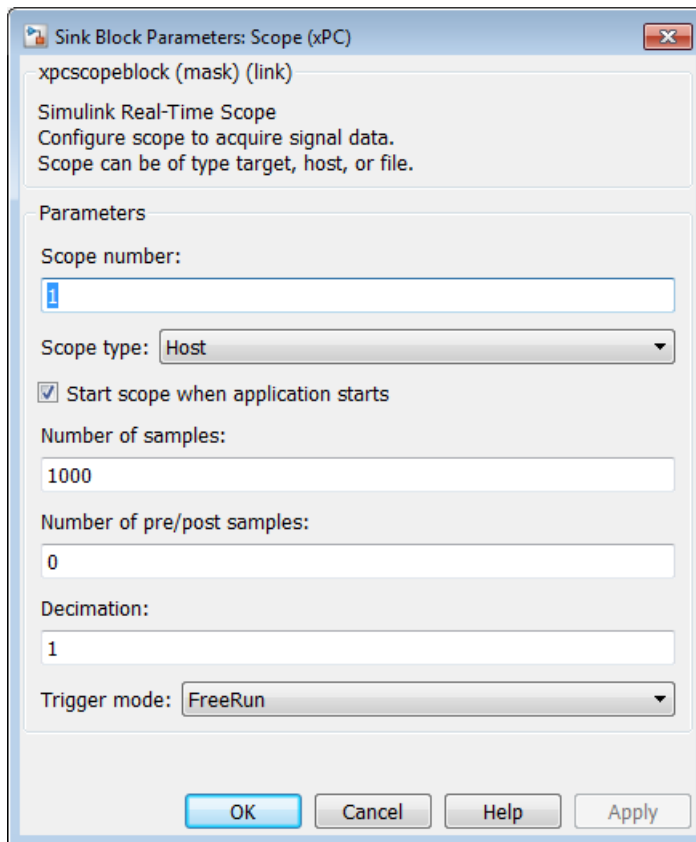 Sink Block Parameters: Scope (xPC)
xpcscopeblock (mask) (link)
Simulink Real-Time Scope
Configure scope to acquire signal data.
Scope can be of type target, host, or file.
Parameters
Scope number:
1
Scope type: Host
Start scope when application starts
Number of samples:
1000
Number of pre/post samples:
0
Decimation:
1
Trigger mode: FreeRun
OK Cancel Help Apply